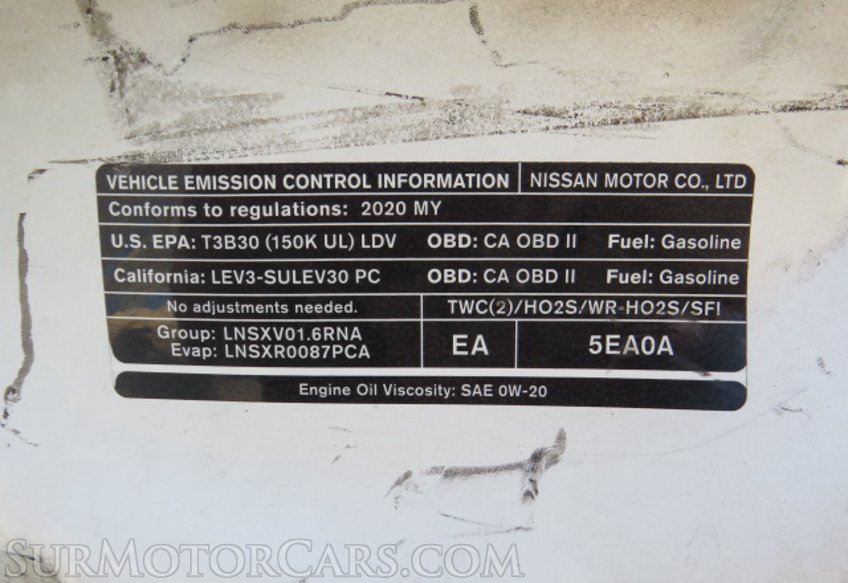 VEHICLE EMISSION CONTROL INFORMATION NISSAN MOTOR CO., LTD
Conforms to regulations: 2020 MY
U.S. EPA: T3B30 (150K UL) LDV OBD: CA OBD II Fuel: Gasoline
California: LEV3-SULEV30 PC OBD: CA OBD II Fuel: Gasoline
No adjustments needed. TWC(2)/HO2S/WR-HO2S/SFI
Group: LNSXV01.6RNA
Evap: LNSXR0087PCA
EA 5EA0A
Engine Oil Viscosity: SAE 0W-20
SurMotorCars.com